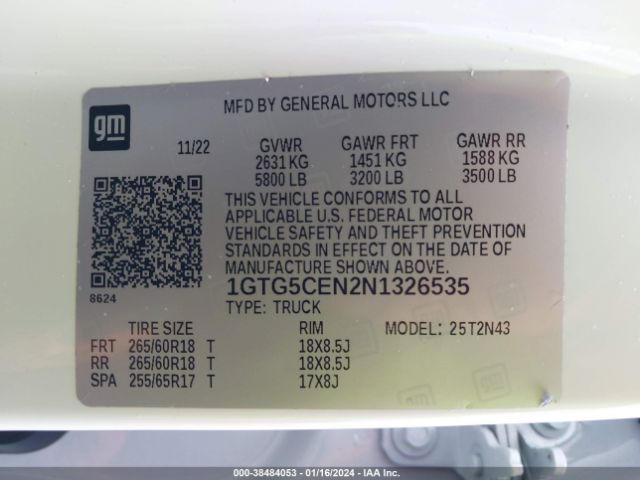 gm
MFD BY GENERAL MOTORS LLC
11/22 GVWR GAWR FRT GAWR RR
2631 KG 1451 KG 1588 KG
5800 LB 3200 LB 3500 LB
THIS VEHICLE CONFORMS TO ALL
APPLICABLE U.S. FEDERAL MOTOR
VEHICLE SAFETY AND THEFT PREVENTION
STANDARDS IN EFFECT ON THE DATE OF
MANUFACTURE SHOWN ABOVE.
8624
1GTG5CEN2N1326535
TYPE: TRUCK
TIRE SIZE RIM MODEL: 25T2N43
FRT 265/60R18 T 18X8.5J
RR 265/60R18 T 18X8.5J
SPA 255/65R17 T 17X8J
000-38484053 - 01/16/2024 - IAA Inc.